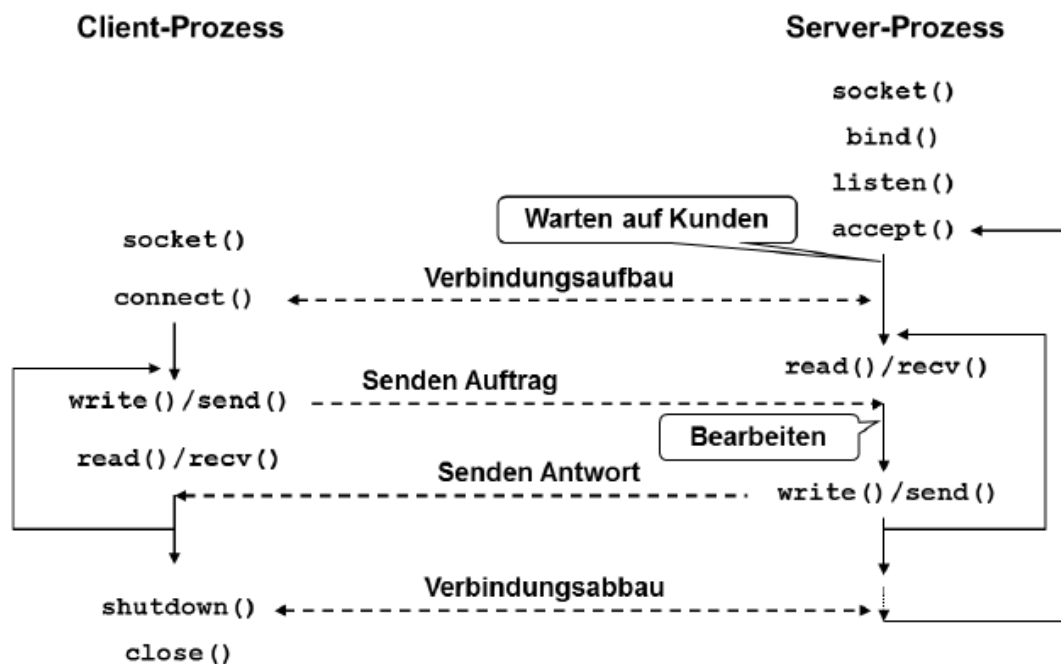 Client-Prozess
Server-Prozess
socket()
bind()
listen()
Warten auf Kunden
accept()
socket()
Verbindungsaufbau
connect()
read()/recv()
Senden Auftrag
write()/send()
Bearbeiten
read()/recv()
Senden Antwort
write()/send()
Verbindungsabbau
shutdown()
close()